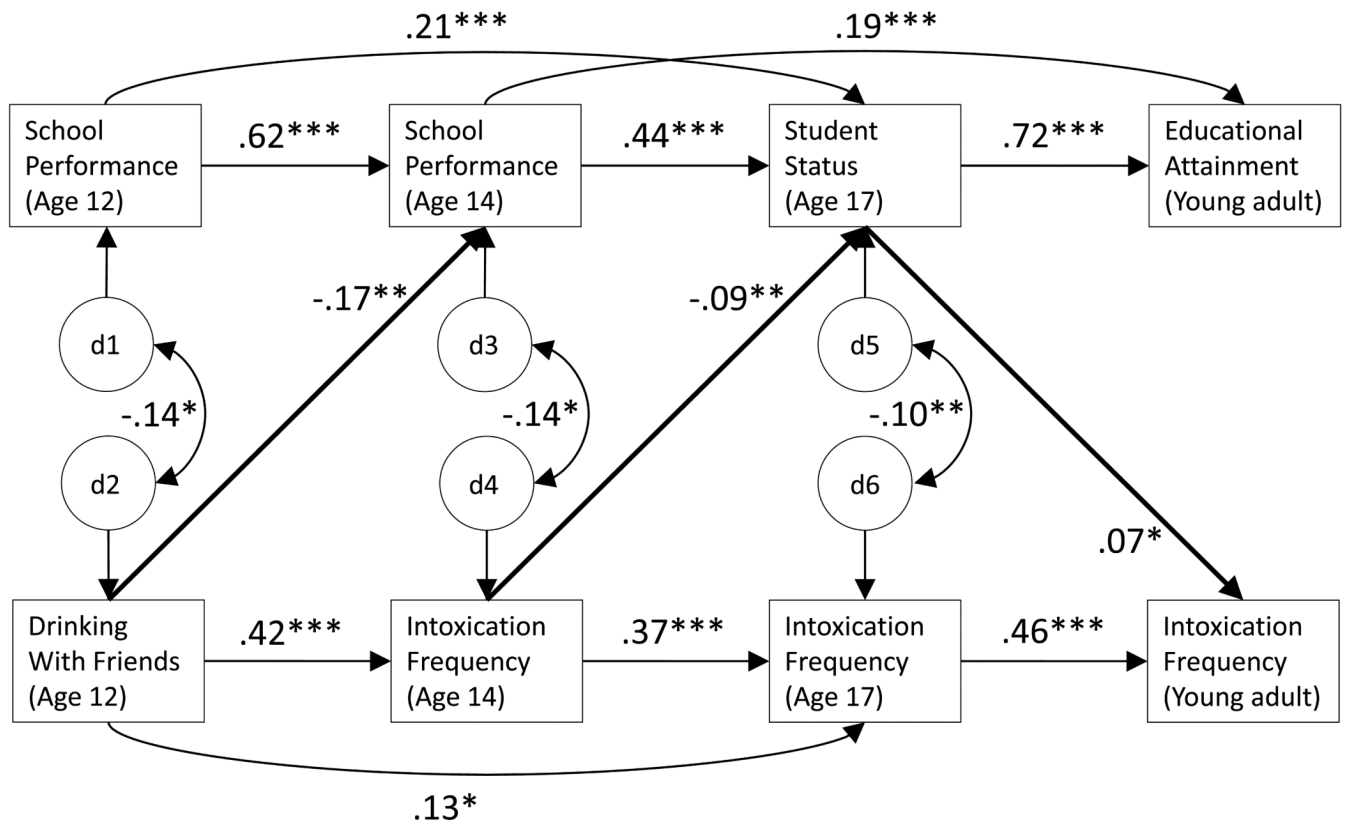 .21***
.19***
School
Performance
(Age 12)
.62***
School
Performance
(Age 14)
.44***
Student
Status
(Age 17)
.72***
Educational
Attainment
(Young adult)
-.17**
-.09**
d1
d3
d5
-.14*
-.14*
-.10**
d2
d4
d6
.07*
Drinking
With Friends
(Age 12)
.42***
Intoxication
Frequency
(Age 14)
.37***
Intoxication
Frequency
(Age 17)
.46***
Intoxication
Frequency
(Young adult)
.13*